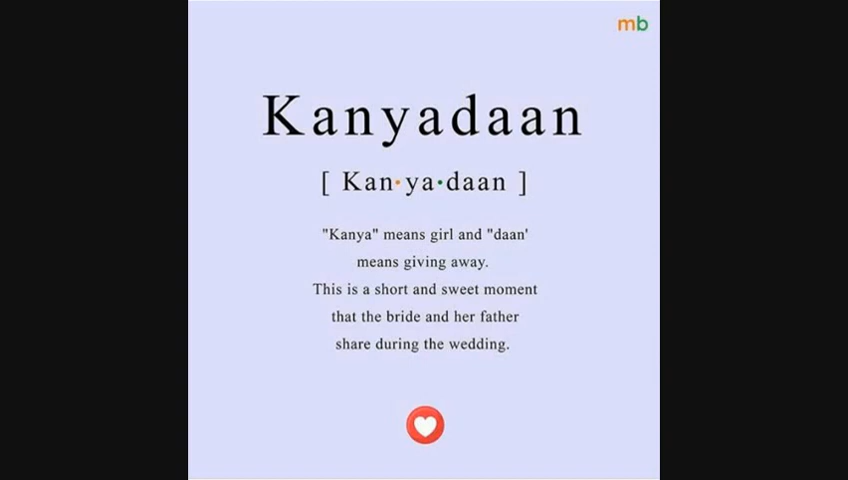 mb
Kanyadaan
[ Kan·ya·daan ]
"Kanya" means girl and "daan'
means giving away.
This is a short and sweet moment
that the bride and her father
share during the wedding.